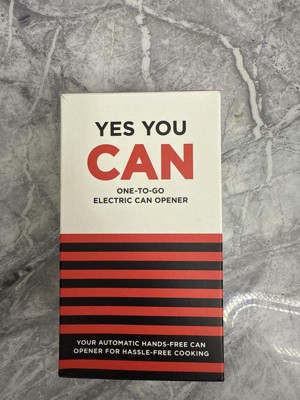 YES YOU
CAN
ONE-TO-GO
ELECTRIC CAN OPENER
YOUR AUTOMATIC HANDS-FREE CAN
OPENER FOR HASSLE-FREE COOKING